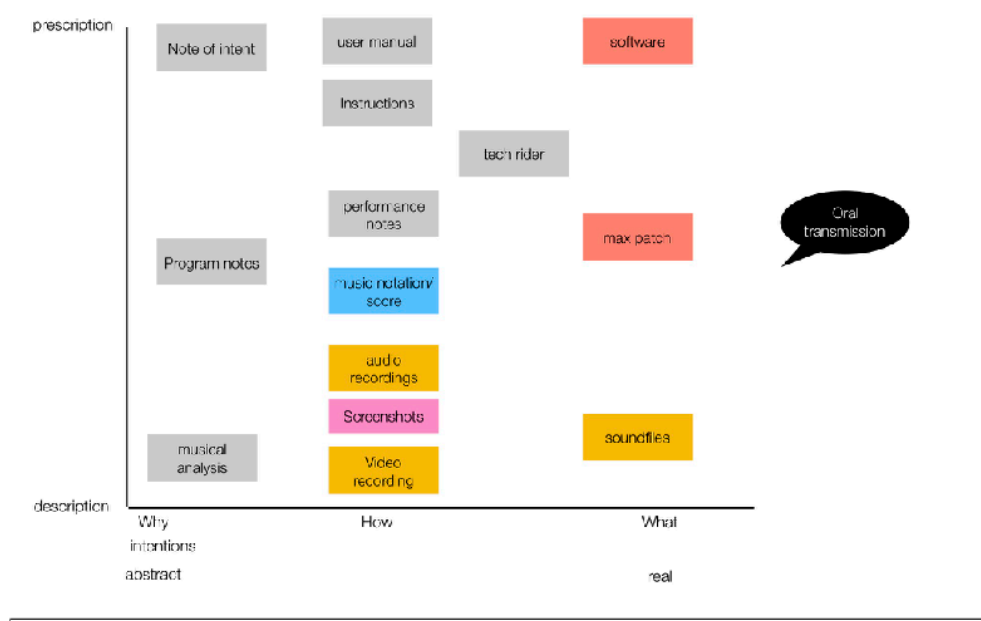 prescription
Note of intent
user manual
software
Instructions
tech rider
performance
notes
Oral
transmission
max patch
Program notes
music notation/
score
audio
recordings
Screenshots
soundfiles
musical
analysis
Video
recording
description
Why
How
What
intentions
abstract
real